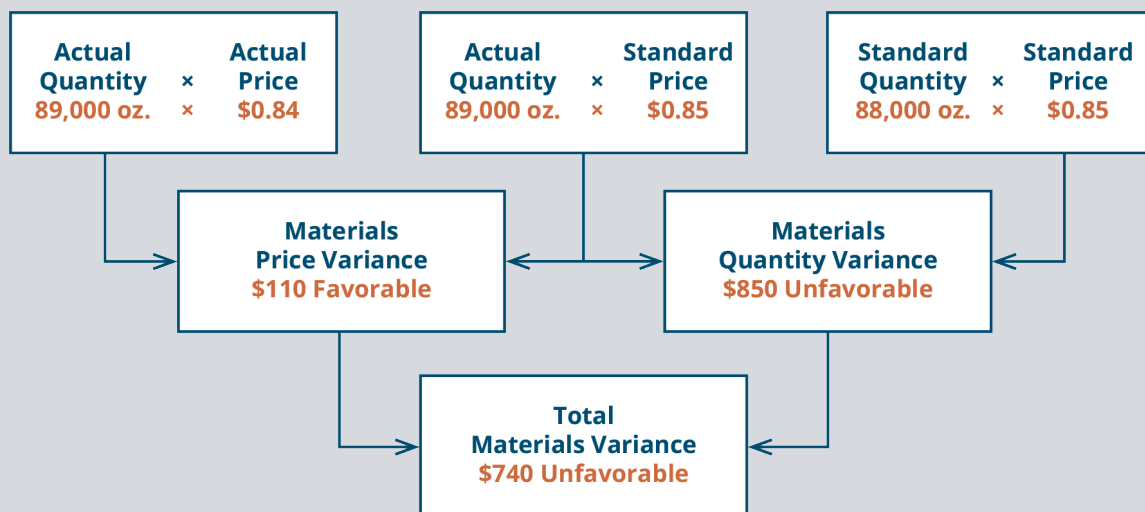 Actual Actual
Quantity × Price
89,000 oz. × $0.84
Actual Standard
Quantity × Price
89,000 oz. × $0.85
Standard Standard
Quantity × Price
88,000 oz. × $0.85
Materials
Price Variance
$110 Favorable
Materials
Quantity Variance
$850 Unfavorable
Total
Materials Variance
$740 Unfavorable